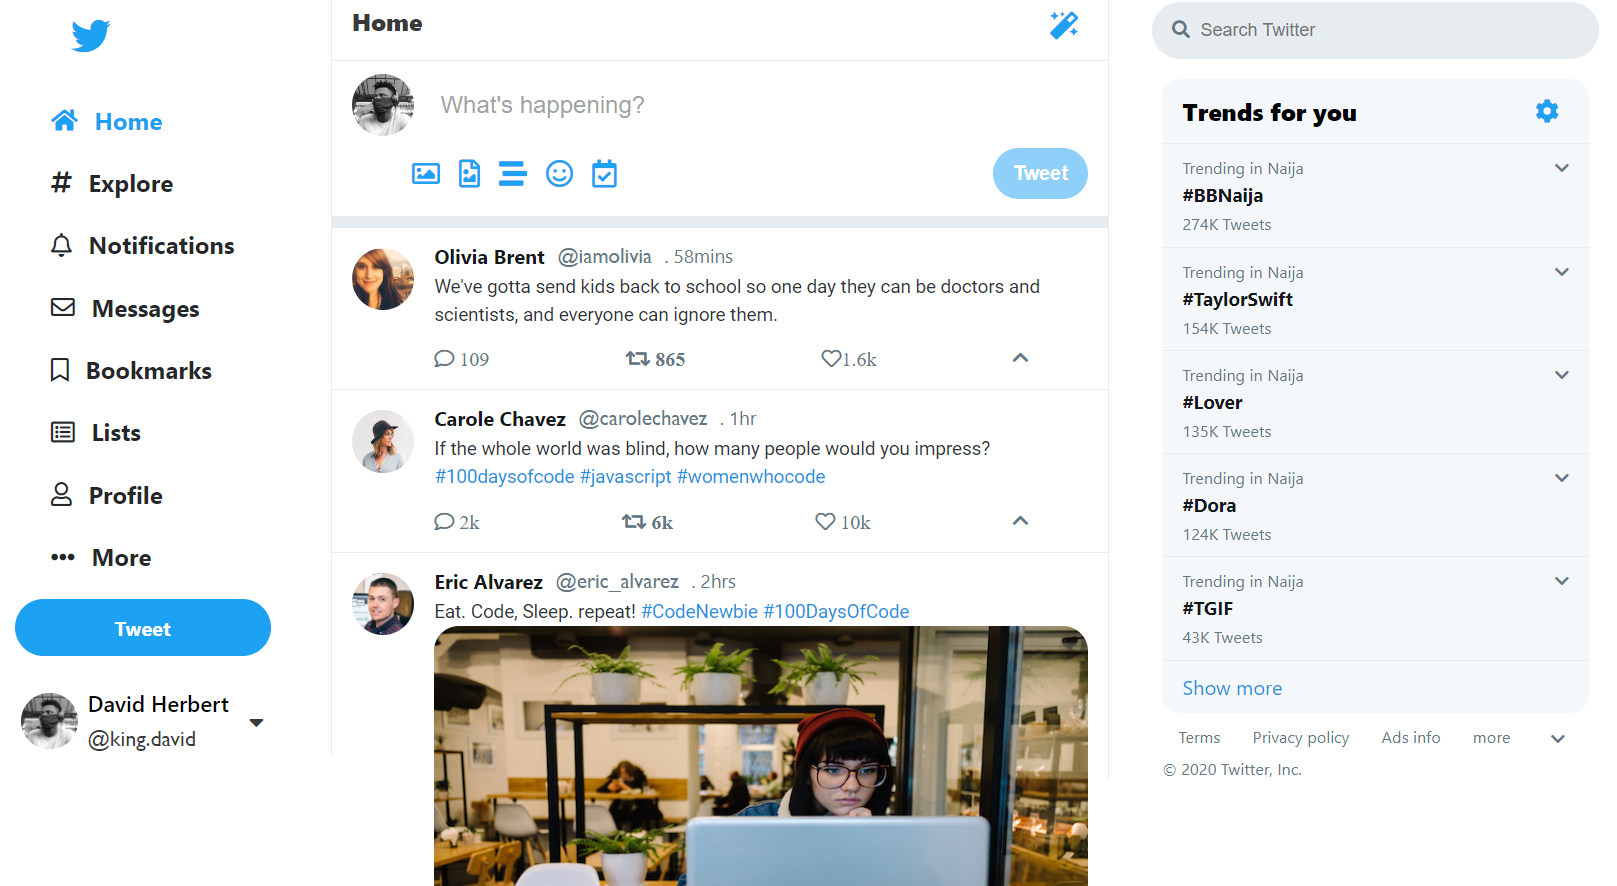 Home
Explore
Notifications
Messages
Bookmarks
Lists
Profile
More
Tweet
David Herbert
@king.david
Home
What's happening?
Tweet
Olivia Brent @iamolivia . 58mins
We've gotta send kids back to school so one day they can be doctors and
scientists, and everyone can ignore them.
109 865 1.6k
Carole Chavez @carolechavez . 1hr
If the whole world was blind, how many people would you impress?
#100daysofcode #javascript #womenwhocode
2k 6k 10k
Eric Alvarez @eric_alvarez . 2hrs
Eat. Code, Sleep. repeat! #CodeNewbie #100DaysOfCode
Search Twitter
Trends for you
Trending in Naija
#BBNaija
274K Tweets
Trending in Naija
#TaylorSwift
154K Tweets
Trending in Naija
#Lover
135K Tweets
Trending in Naija
#Dora
124K Tweets
Trending in Naija
#TGIF
43K Tweets
Show more
Terms Privacy policy Ads info more
© 2020 Twitter, Inc.